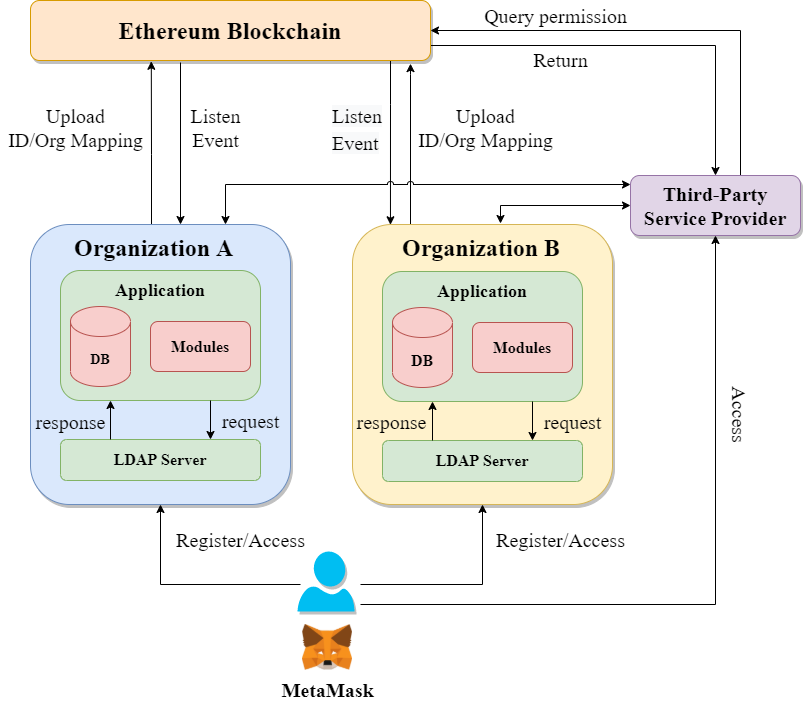 Ethereum Blockchain
Query permission
Return
Upload
ID/Org Mapping
Listen
Event
Listen
Event
Upload
ID/Org Mapping
Third-Party
Service Provider
Organization A
Application
DB
Modules
response
request
LDAP Server
Organization B
Application
DB
Modules
response
request
LDAP Server
Access
Register/Access
Register/Access
MetaMask